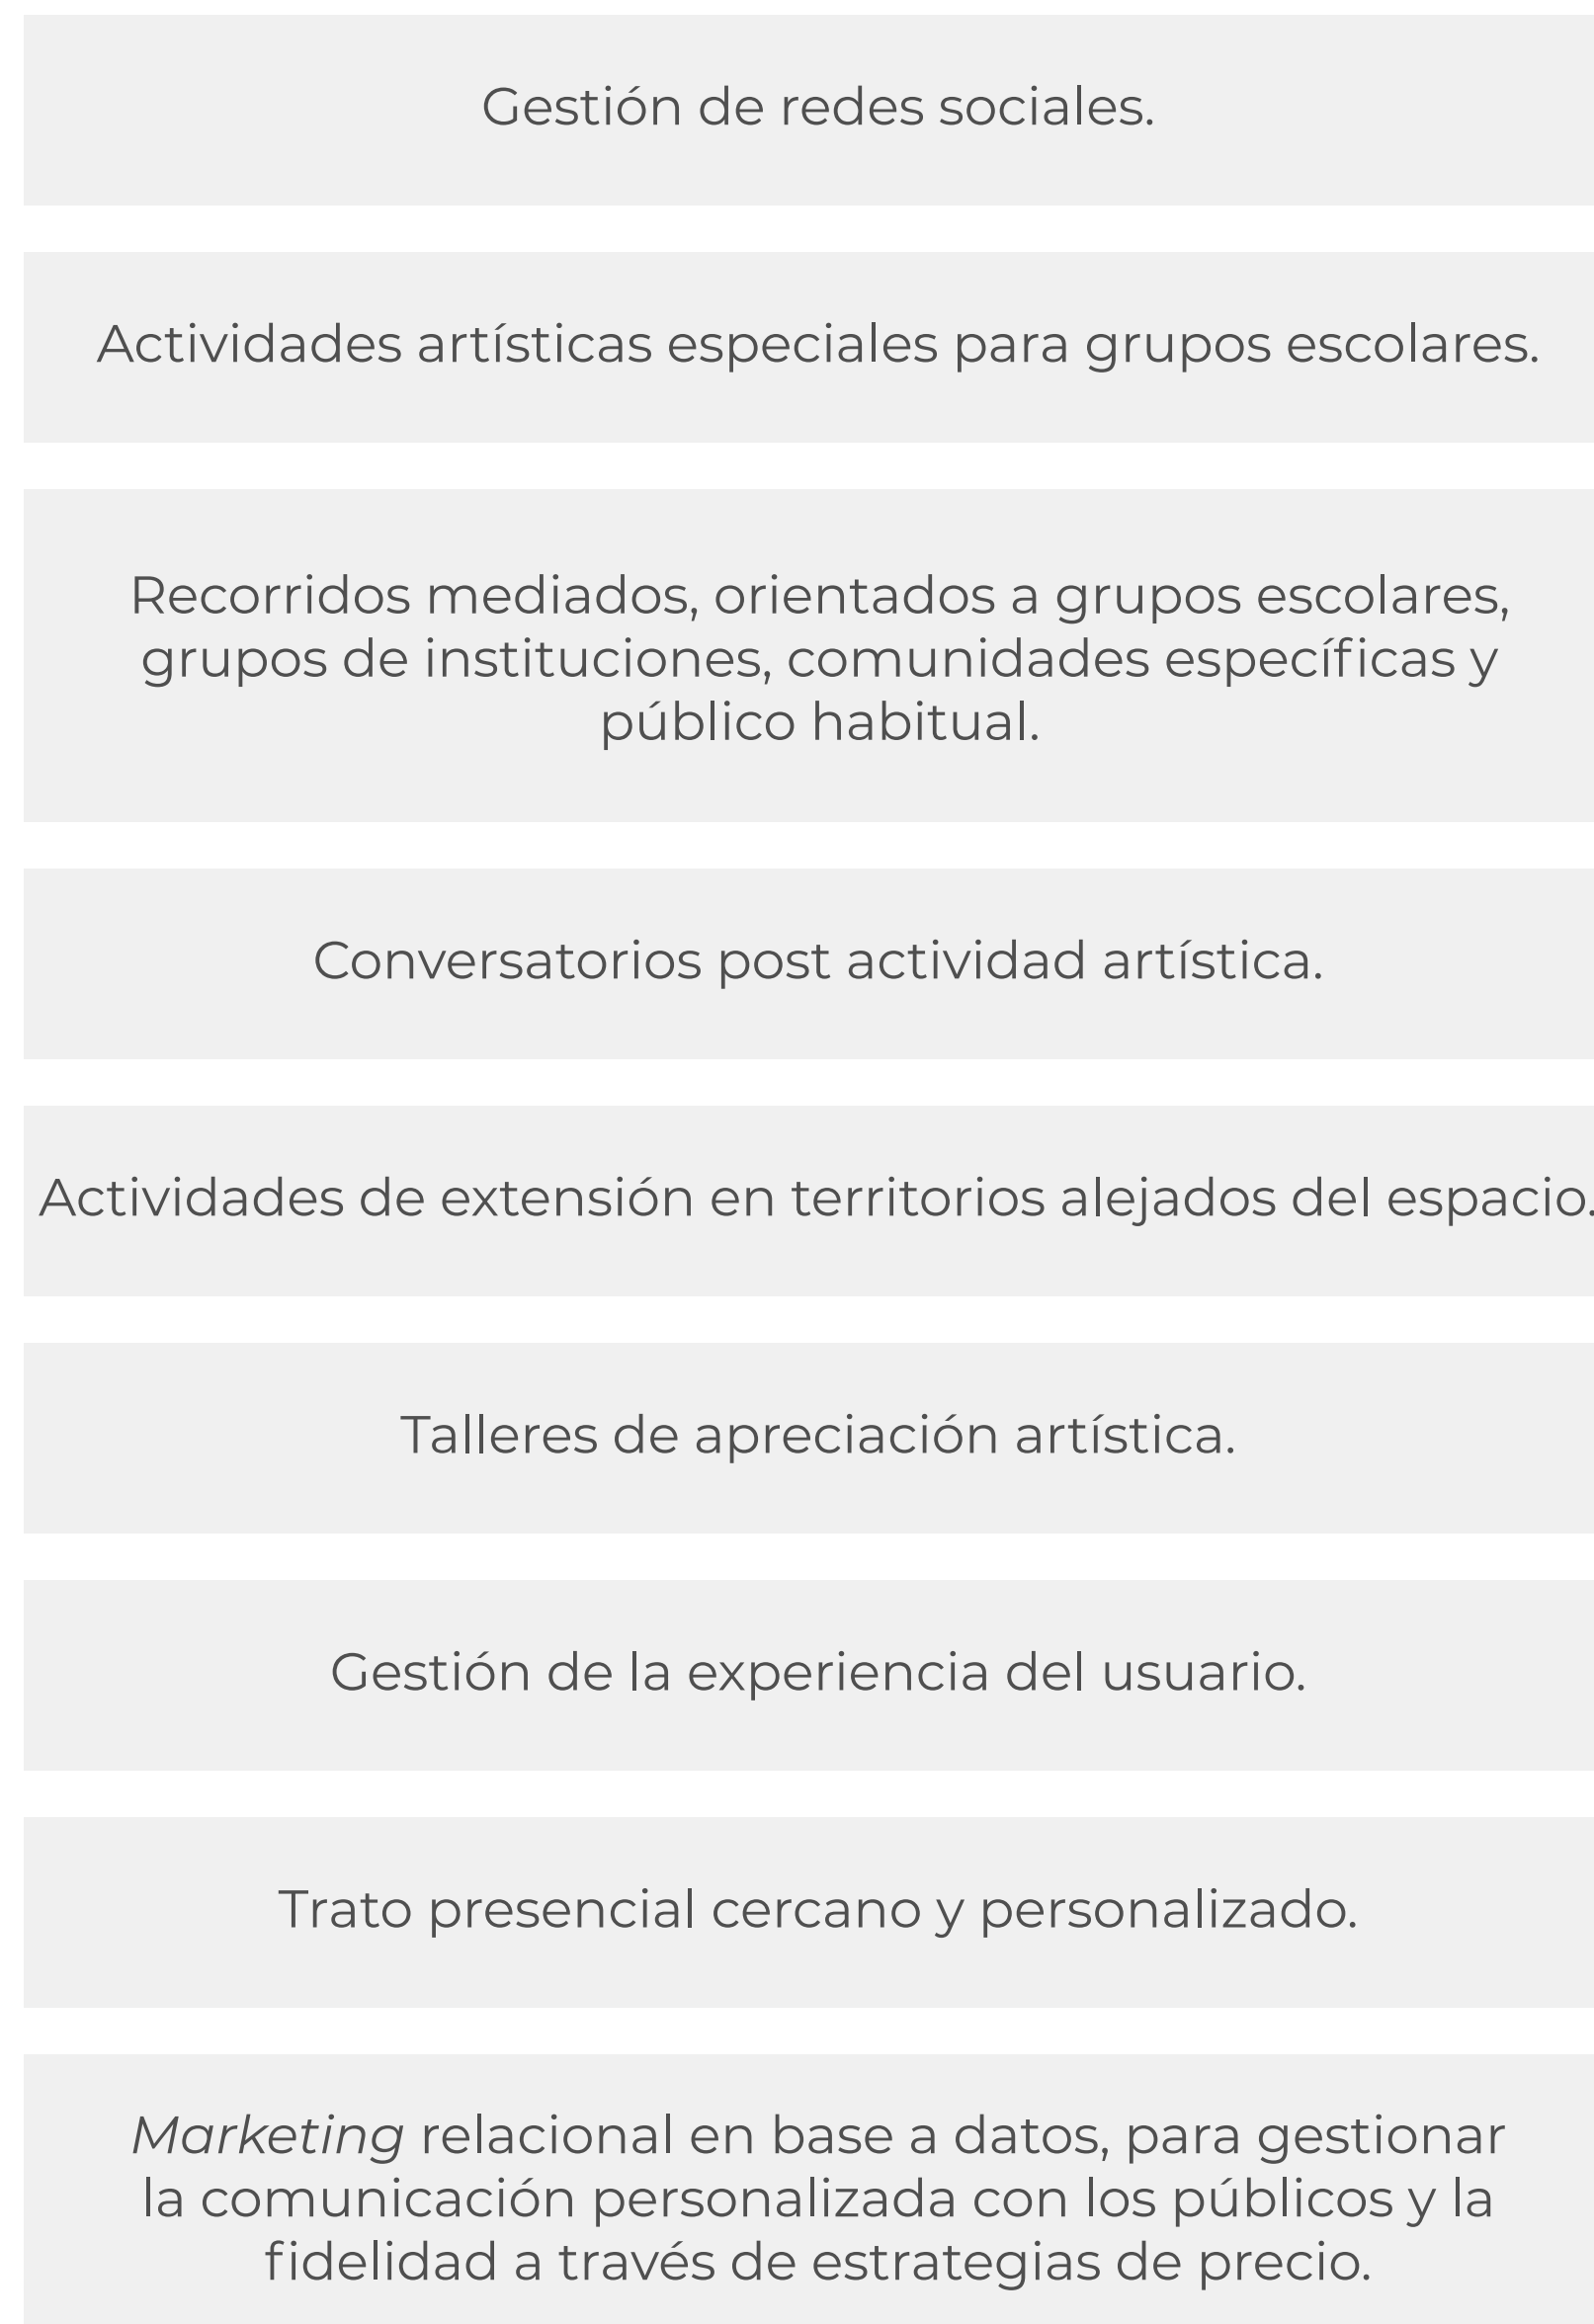 Gestión de redes sociales.
Actividades artísticas especiales para grupos escolares.
Recorridos mediados, orientados a grupos escolares,
grupos de instituciones, comunidades específicas y
público habitual.
Conversatorios post actividad artística.
Actividades de extensión en territorios alejados del espacio.
Talleres de apreciación artística.
Gestión de la experiencia del usuario.
Trato presencial cercano y personalizado.
Marketing relacional en base a datos, para gestionar
la comunicación personalizada con los públicos y la
fidelidad a través de estrategias de precio.